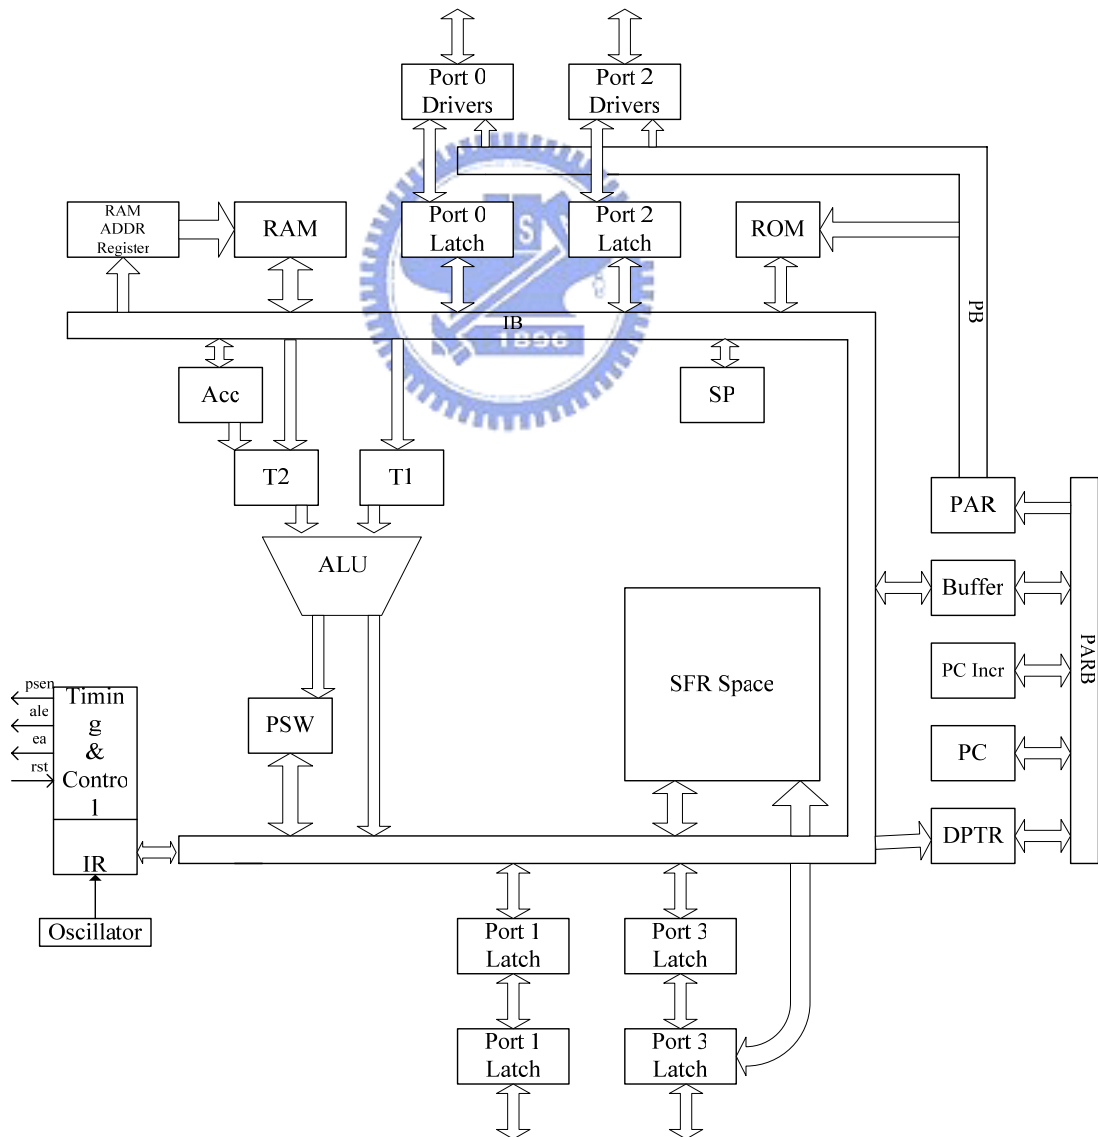 Port 0
Drivers
Port 2
Drivers
RAM
ADDR
Register
RAM
Port 0
Latch
S
Port 2
Latch
ROM
PB
IB
1896
Acc
SP
T2
T1
PAR
ALU
Buffer
PARB
SFR Space
PC Incr
psen
ale
ea
rst
Timin
g
&
Contro
l
PSW
PC
DPTR
IR
Oscillator
Port 1
Latch
Port 3
Latch
Port 1
Latch
Port 3
Latch